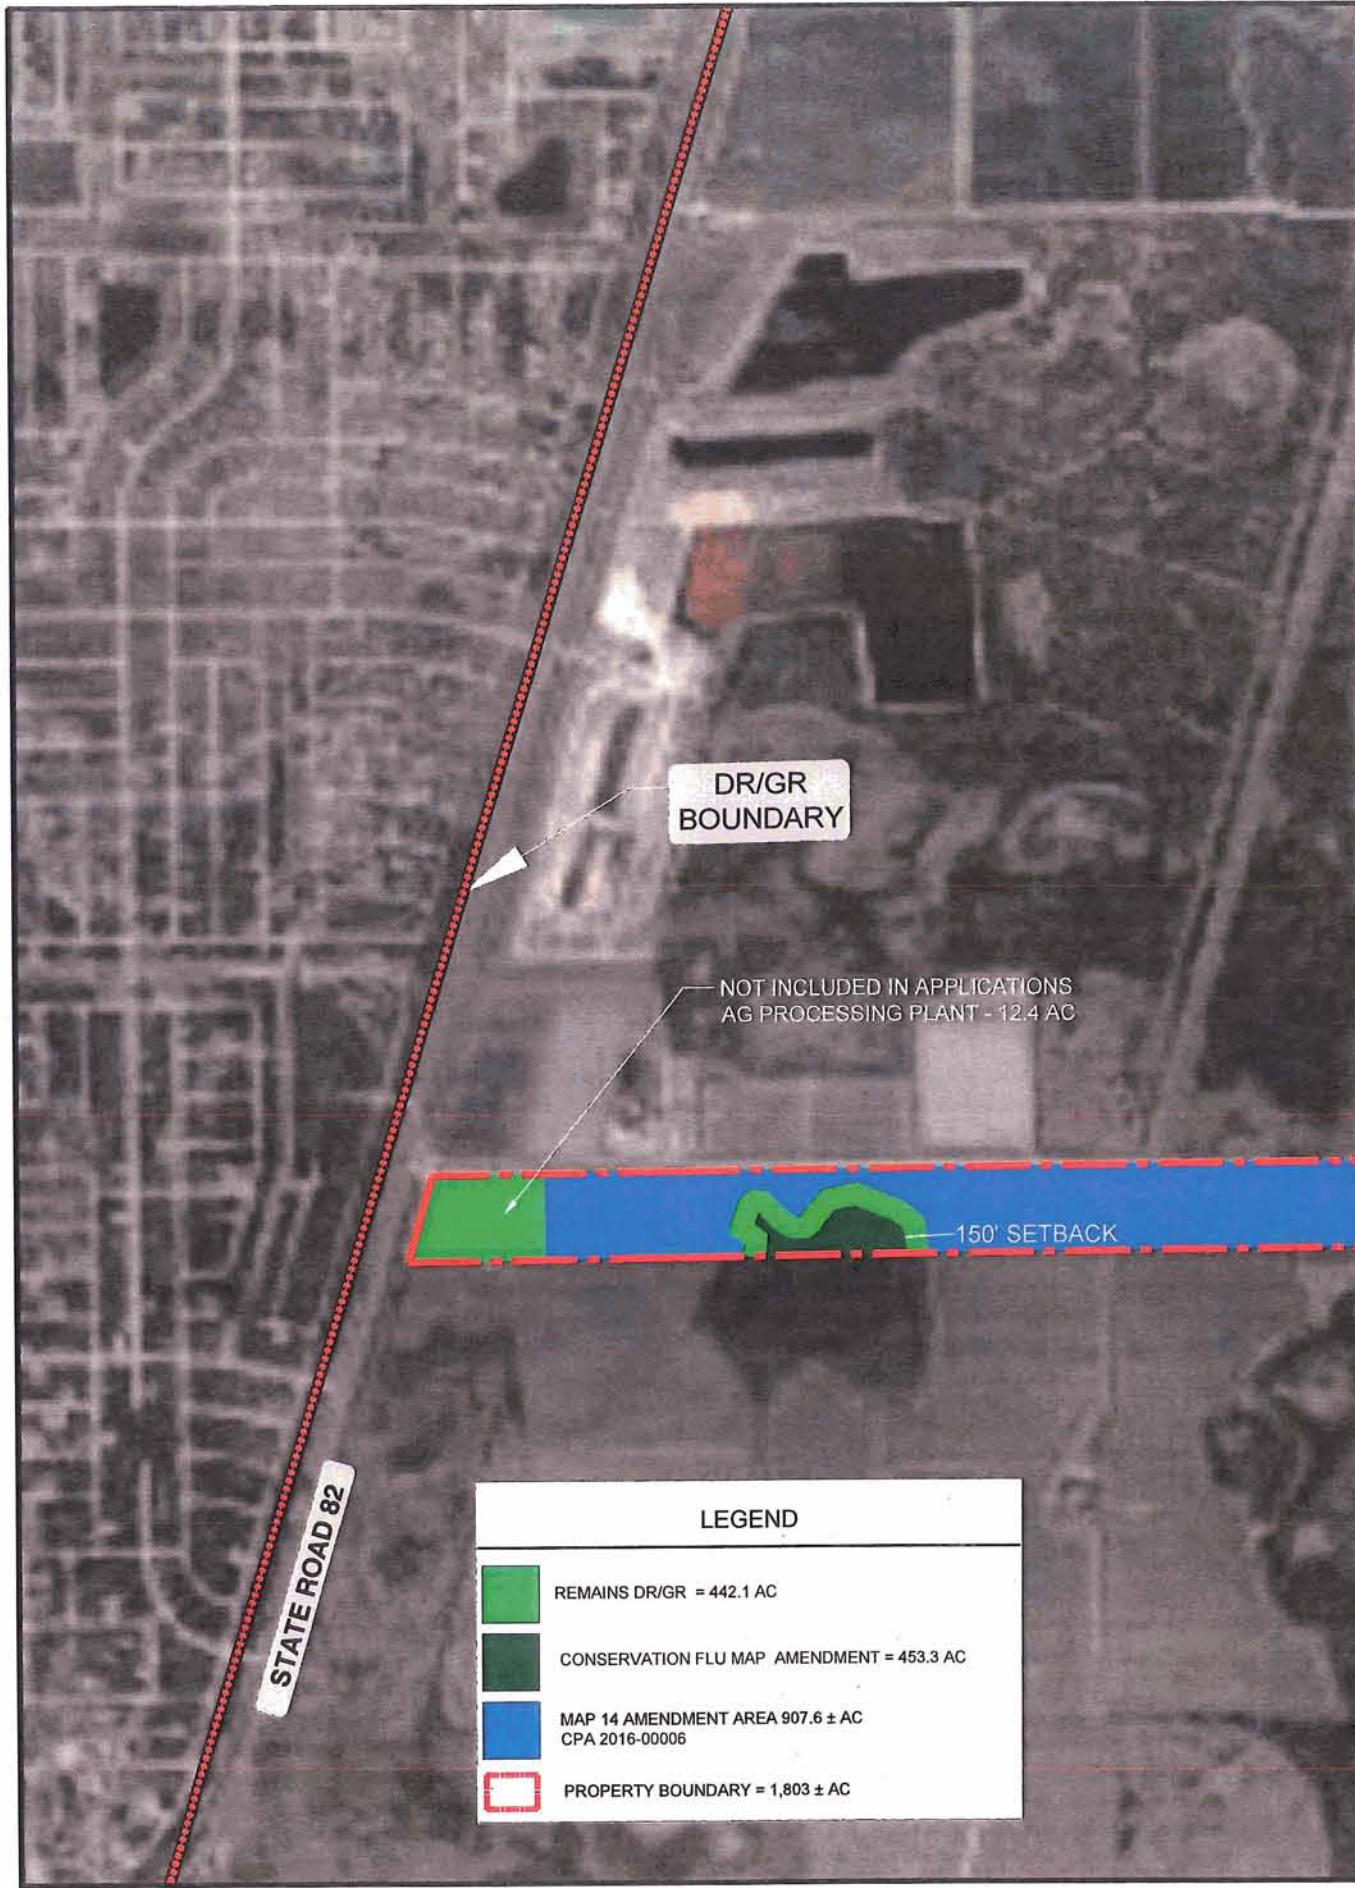 DR/GR
BOUNDARY
NOT INCLUDED IN APPLICATIONS
AG PROCESSING PLANT - 12.4 AC
150' SETBACK
STATE ROAD 82
LEGEND
REMAINS DR/GR = 442.1 AC
CONSERVATION FLU MAP AMENDMENT = 453.3 AC
MAP 14 AMENDMENT AREA 907.6 ± AC
CPA 2016-00006
PROPERTY BOUNDARY = 1,803 ± AC